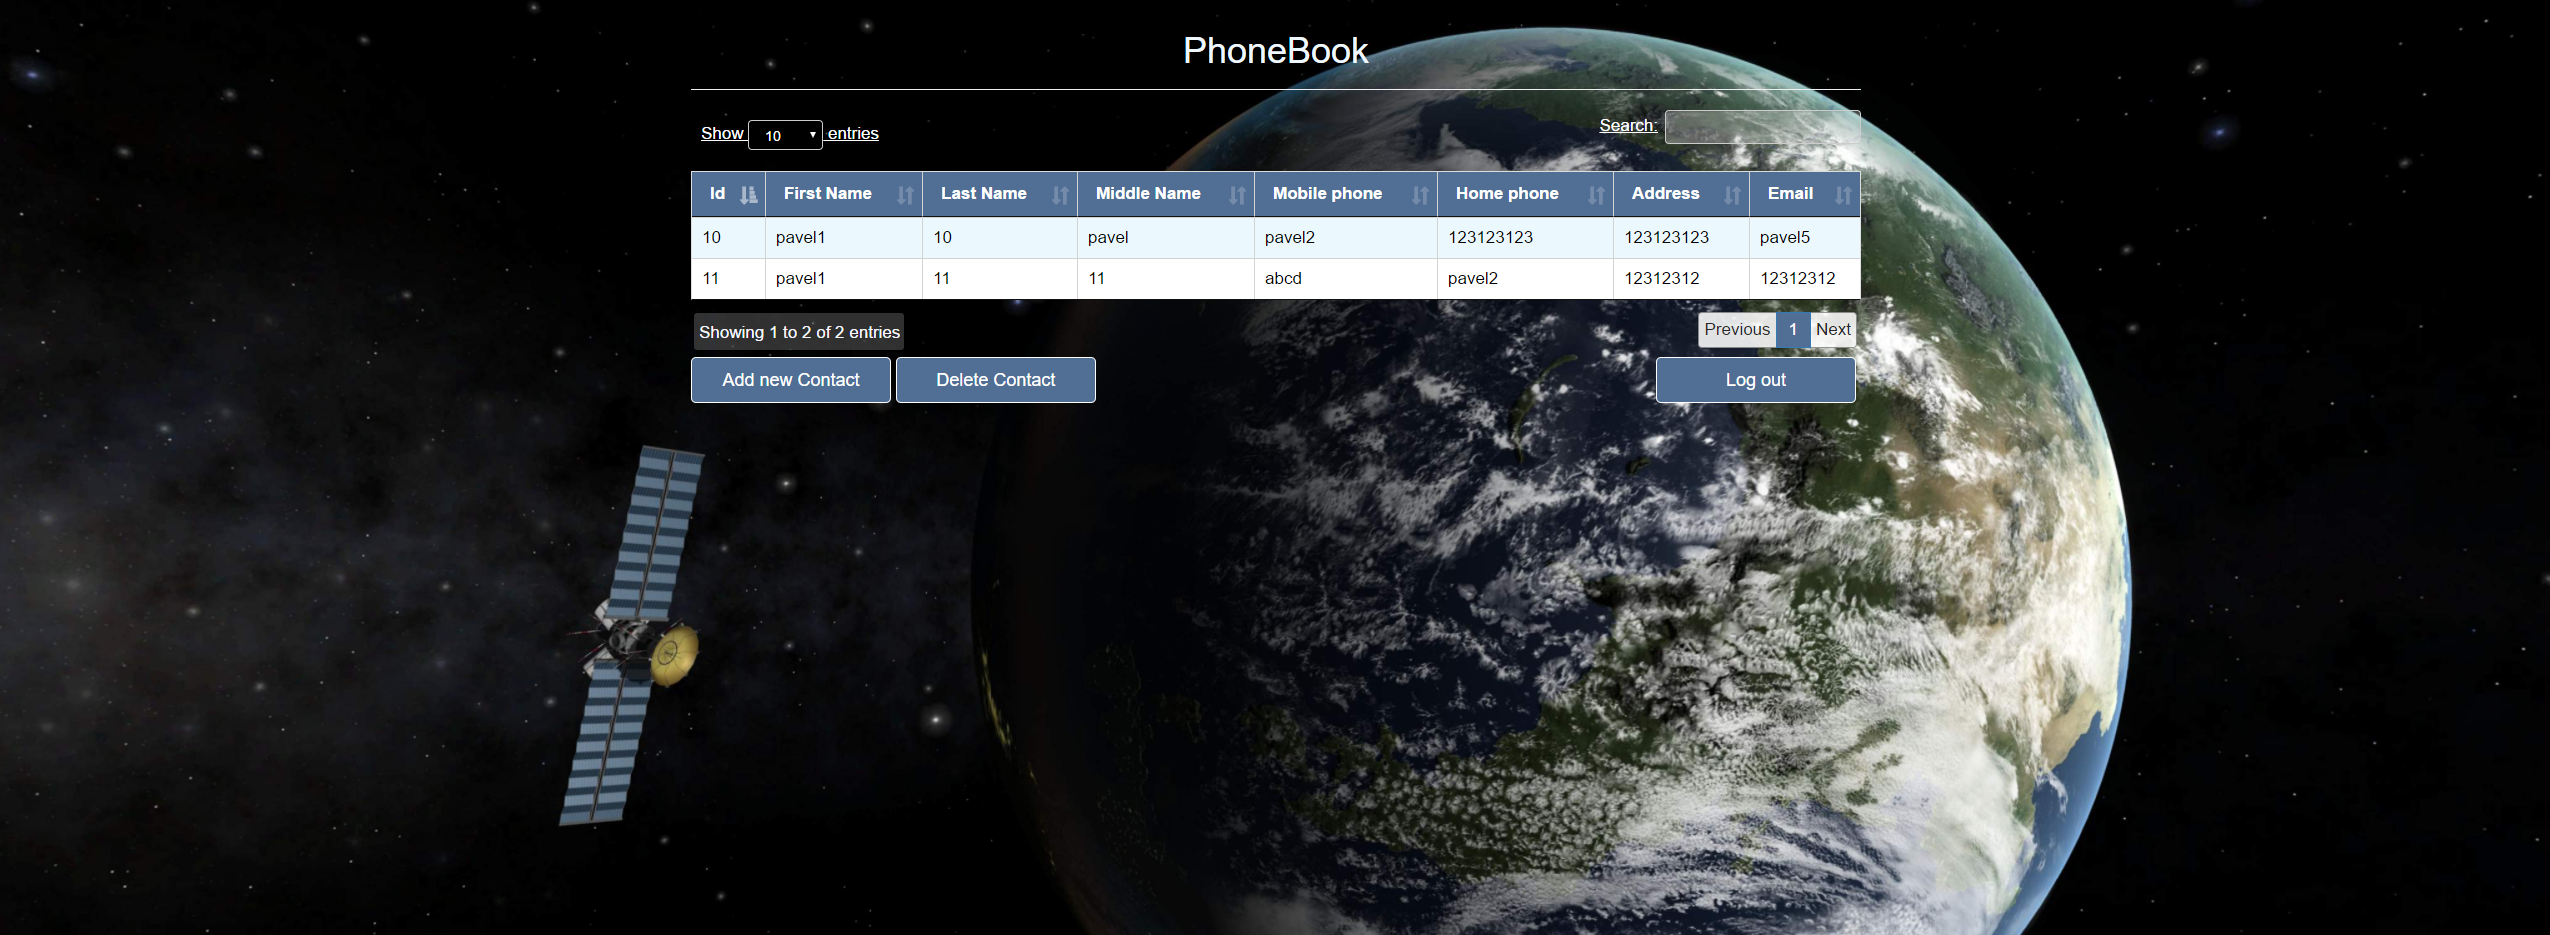 PhoneBook
Show 10 entries Search:
Id First Name Last Name Middle Name Mobile phone Home phone Address Email
10 pavel1 10 pavel pavel2 123123123 123123123 pavel5
11 pavel1 11 11 abcd pavel2 12312312 12312312
Showing 1 to 2 of 2 entries Previous 1 Next
Add new Contact Delete Contact Log out